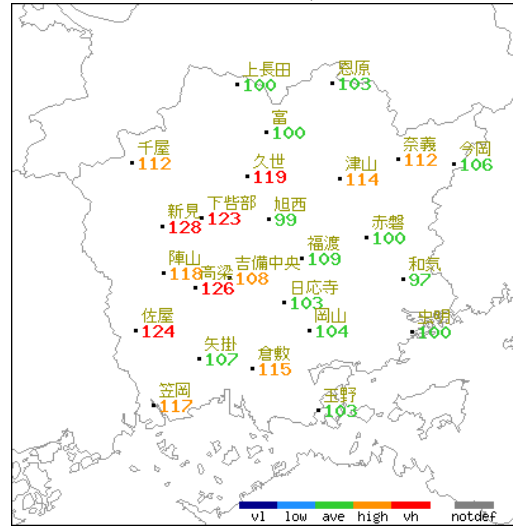 上長田
100
恩原
103
富
100
千屋
112
久世
119
津山
114
奈義
112
今岡
106
新見
128
下呰部
123
旭西
99
赤磐
100
福渡
109
陣山
118
高梁
126
吉備中央
108
和気
97
日応寺
103
佐屋
124
岡山
104
虫明
100
矢掛
107
倉敷
115
笠岡
117
玉野
103
vl low ave high vh notdef